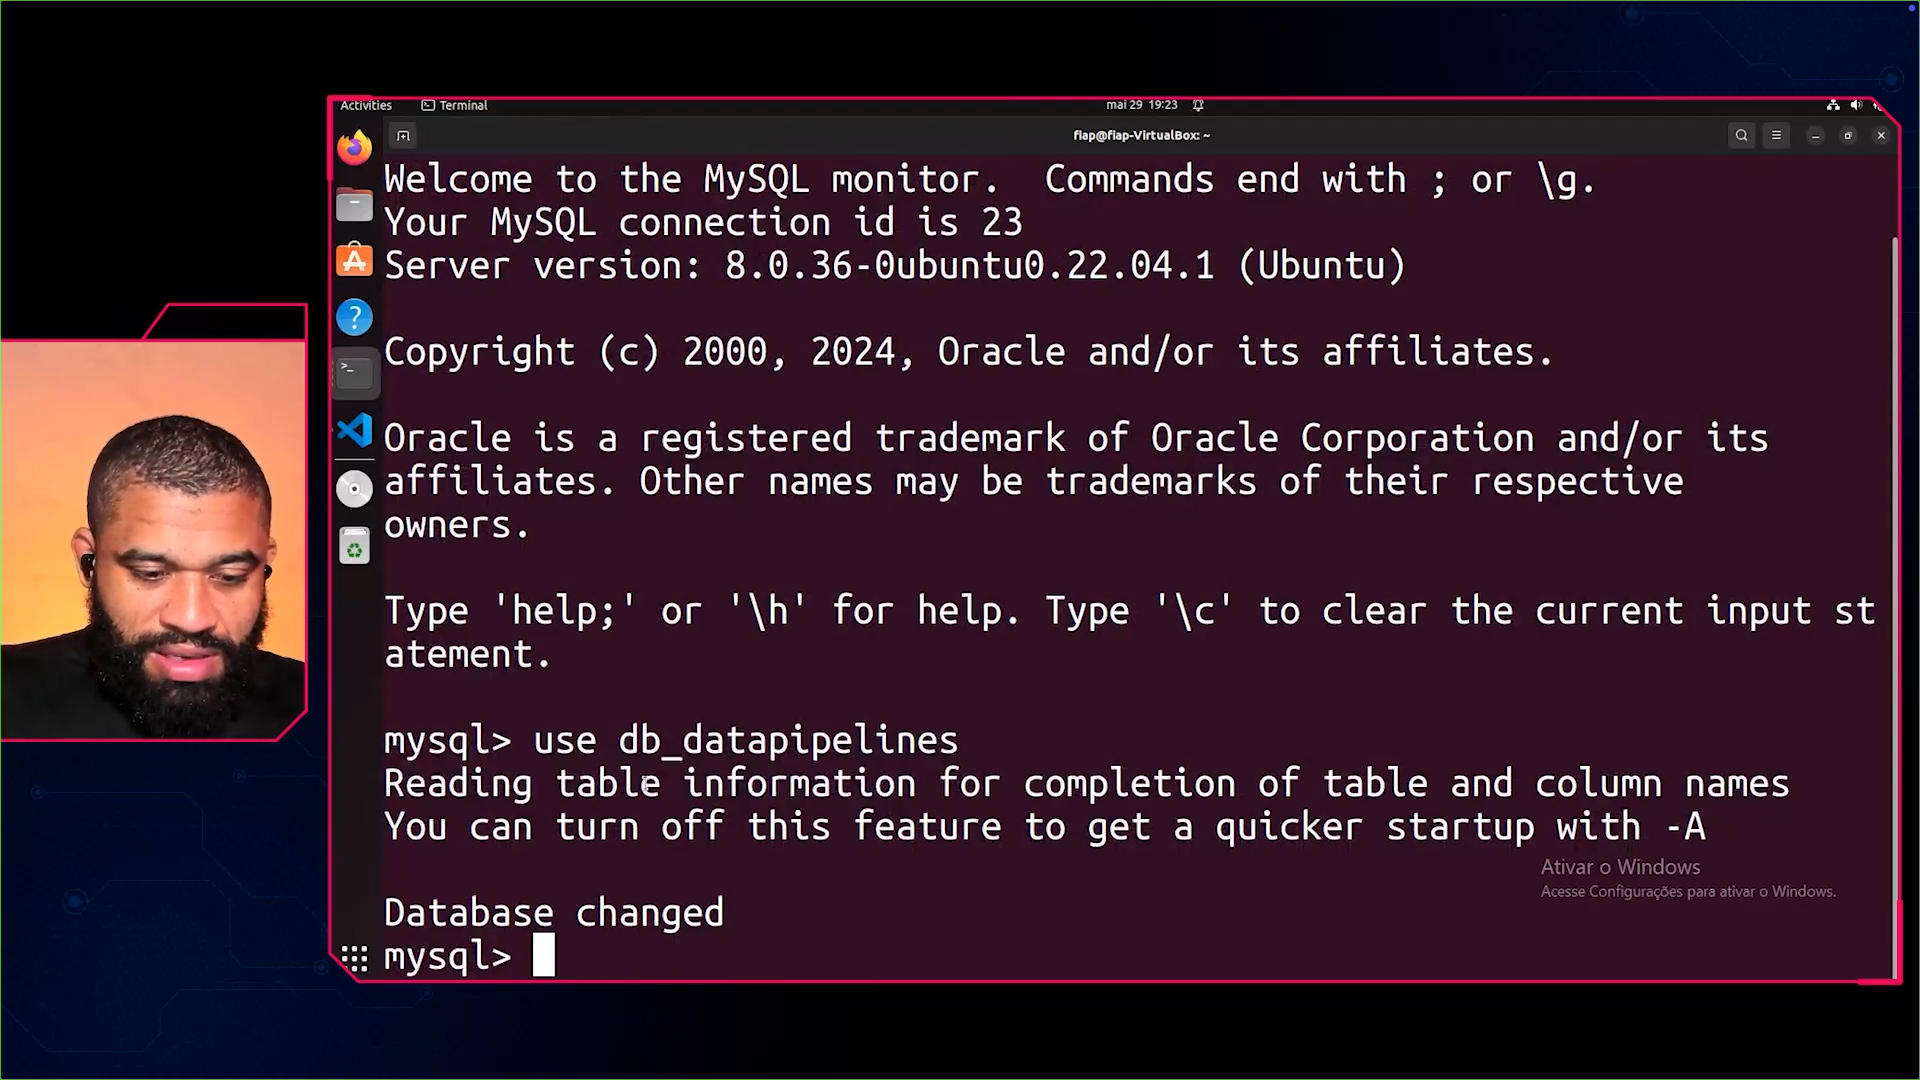 Activities
Terminal
mai 29 19:23
fiap@fiap-VirtualBox: ~
Welcome to the MySQL monitor.  Commands end with ; or \g.
Your MySQL connection id is 23
Server version: 8.0.36-0ubuntu0.22.04.1 (Ubuntu)
Copyright (c) 2000, 2024, Oracle and/or its affiliates.
Oracle is a registered trademark of Oracle Corporation and/or its
affiliates. Other names may be trademarks of their respective
owners.
Type 'help;' or '\h' for help. Type '\c' to clear the current input st
atement.
mysql> use db_datapipelines
Reading table information for completion of table and column names
You can turn off this feature to get a quicker startup with -A
Ativar o Windows
Acesse Configurações para ativar o Windows.
Database changed
mysql>